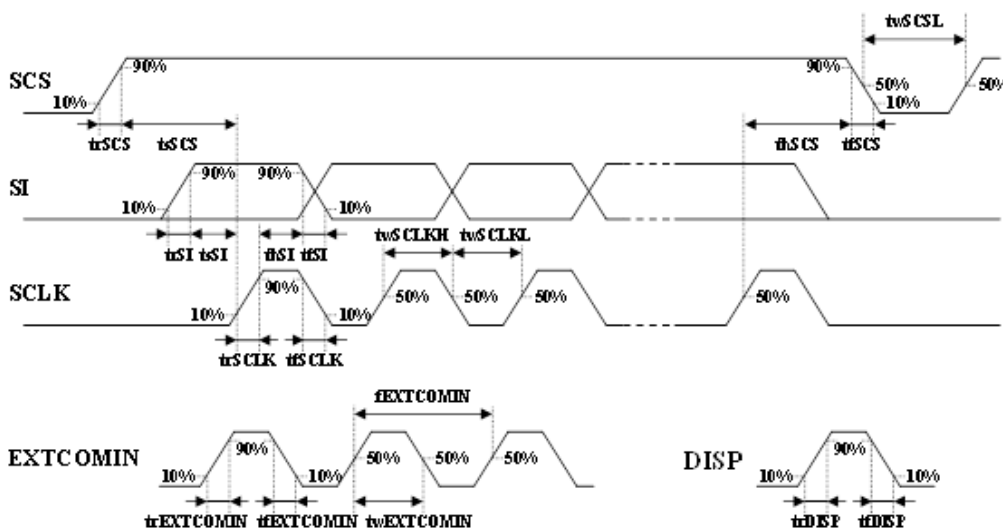 twSCSL
SCS 10% 90% 90% 50% 10% 50%
trSCS tsSCS thSCS tfSCS
SI 10% 90% 90% 10%
trSI tsSI thSI tfSI twSCLKH twSCLKL
SCLK 10% 90% 10% 50% 50% 50% 50%
trSCLK tfSCLK
fEXTCOMIN
EXTCOMIN 10% 90% 10% 50% 50% 50% DISP 10% 90% 10%
trEXTCOMIN tfEXTCOMIN twEXTCOMIN trDISP tfDISP